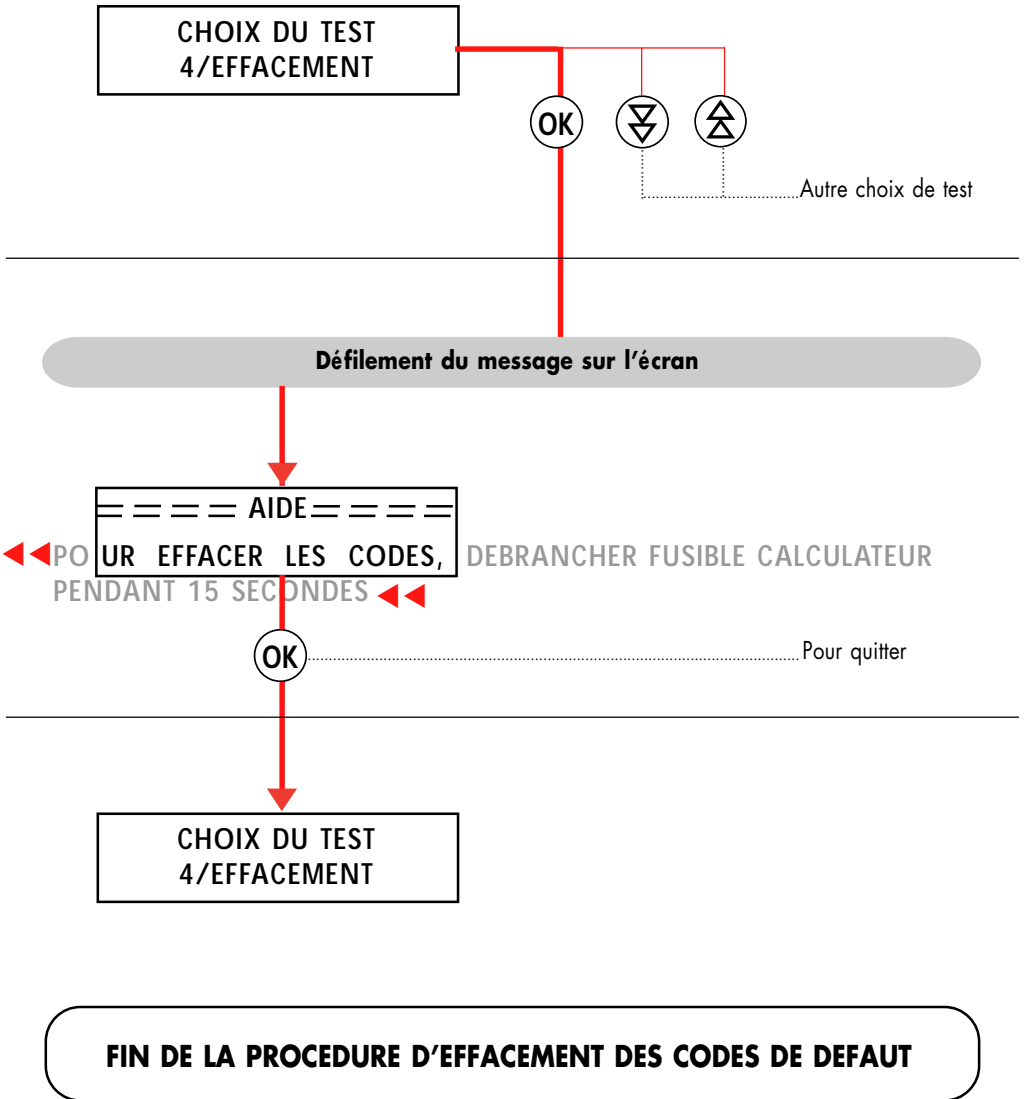 CHOIX DU TEST
4/EFFACEMENT
OK
Autre choix de test
Défilement du message sur l'écran
==== AIDE ====
POUR EFFACER LES CODES, DEBRANCHER FUSIBLE CALCULATEUR
PENDANT 15 SECONDES
OK
Pour quitter
CHOIX DU TEST
4/EFFACEMENT
FIN DE LA PROCEDURE D'EFFACEMENT DES CODES DE DEFAUT